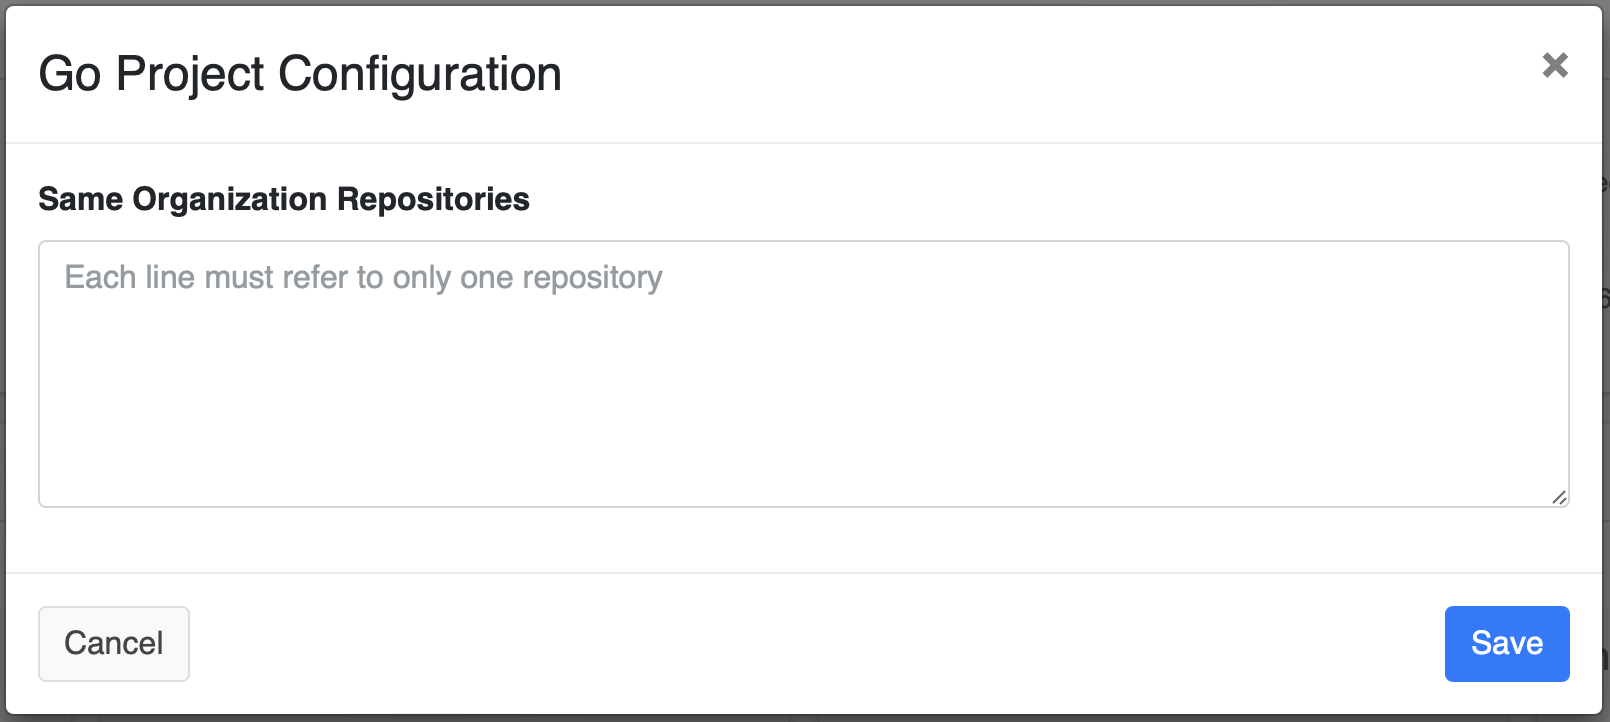 Go Project Configuration
Same Organization Repositories
Each line must refer to only one repository
Cancel
Save